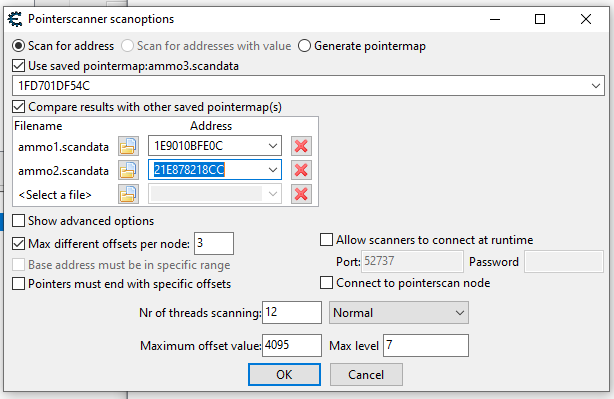 Pointerscanner scanoptions
Scan for address Scan for addresses with value Generate pointermap
Use saved pointermap:ammo3.scandata
1FD701DF54C
Compare results with other saved pointermap(s)
Filename Address
ammo1.scandata 1E9010BFE0C
ammo2.scandata 21E878218CC
<Select a file>
Show advanced options
Max different offsets per node: 3
Allow scanners to connect at runtime
Base address must be in specific range
Port: 52737 Password
Pointers must end with specific offsets
Connect to pointerscan node
Nr of threads scanning: 12 Normal
Maximum offset value: 4095 Max level 7
OK Cancel